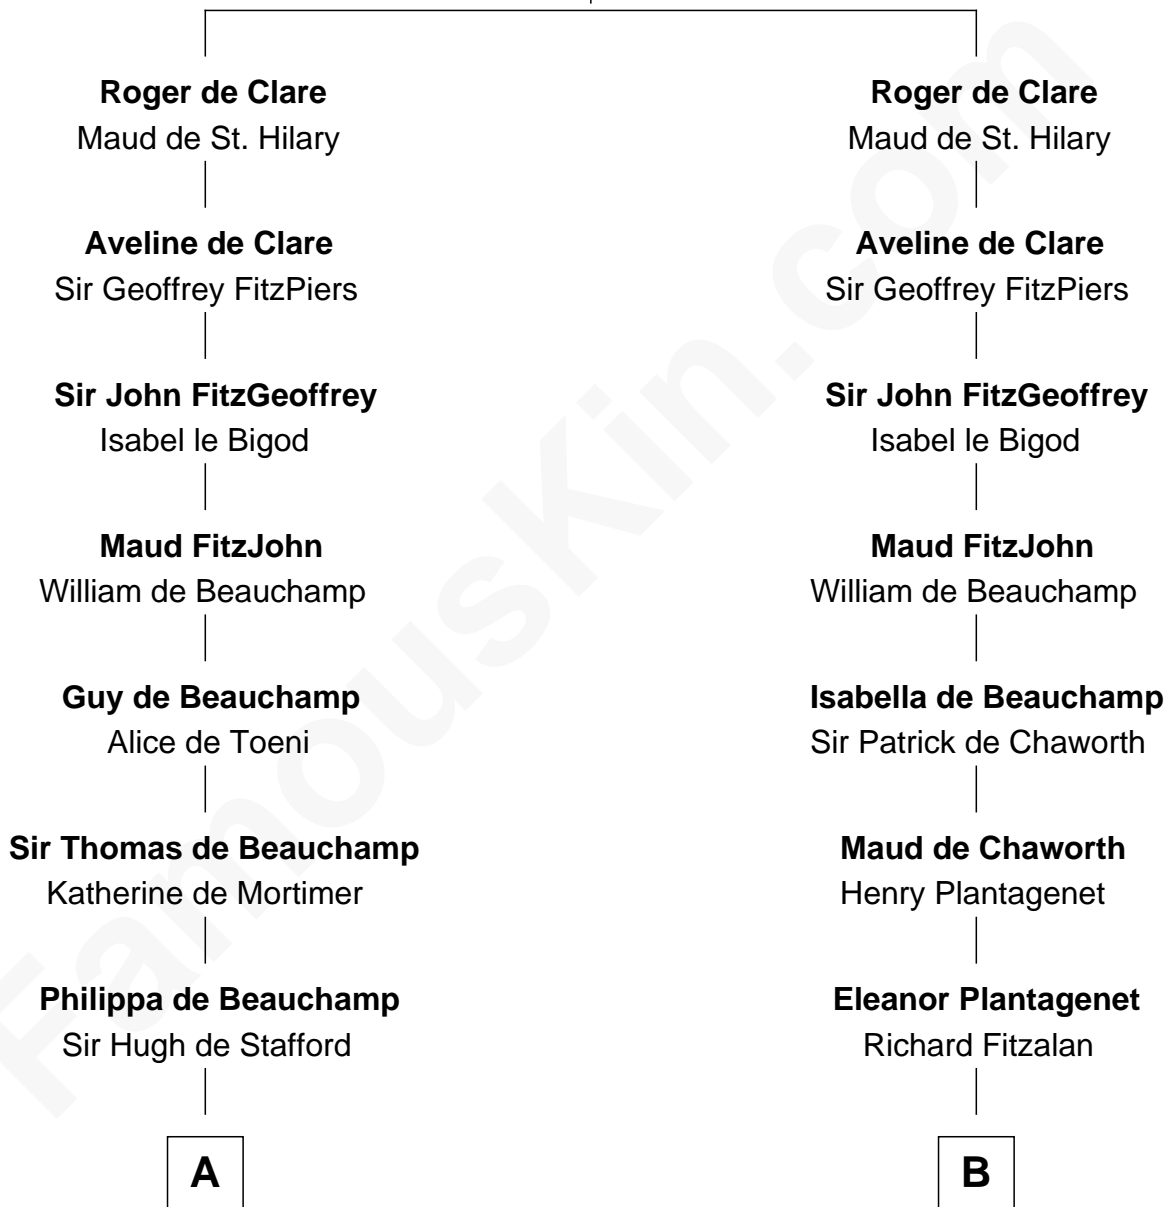 Roger de Clare
Maud de St. Hilary
Aveline de Clare
Sir Geoffrey FitzPiers
Sir John FitzGeoffrey
Isabel le Bigod
Maud FitzJohn
William de Beauchamp
Guy de Beauchamp
Alice de Toeni
Sir Thomas de Beauchamp
Katherine de Mortimer
Philippa de Beauchamp
Sir Hugh de Stafford
A
Roger de Clare
Maud de St. Hilary
Aveline de Clare
Sir Geoffrey FitzPiers
Sir John FitzGeoffrey
Isabel le Bigod
Maud FitzJohn
William de Beauchamp
Isabella de Beauchamp
Sir Patrick de Chaworth
Maud de Chaworth
Henry Plantagenet
Eleanor Plantagenet
Richard Fitzalan
B
FamousKin.com